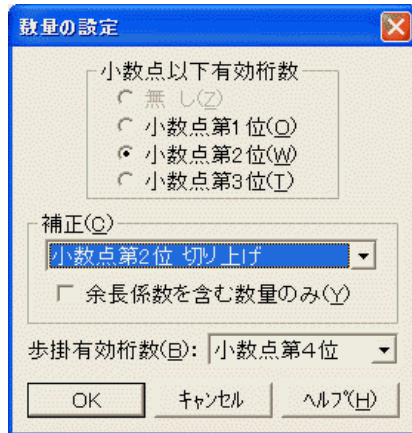 数量の設定
小数点以下有効桁数
無 し(Z)
小数点第1位(O)
小数点第2位(W)
小数点第3位(T)
補正(C)
小数点第2位 切り上げ
余長係数を含む数量のみ(Y)
歩掛有効桁数(B): 小数点第4位
OK ｷｬﾝｾﾙ ﾍﾙﾌﾟ(H)